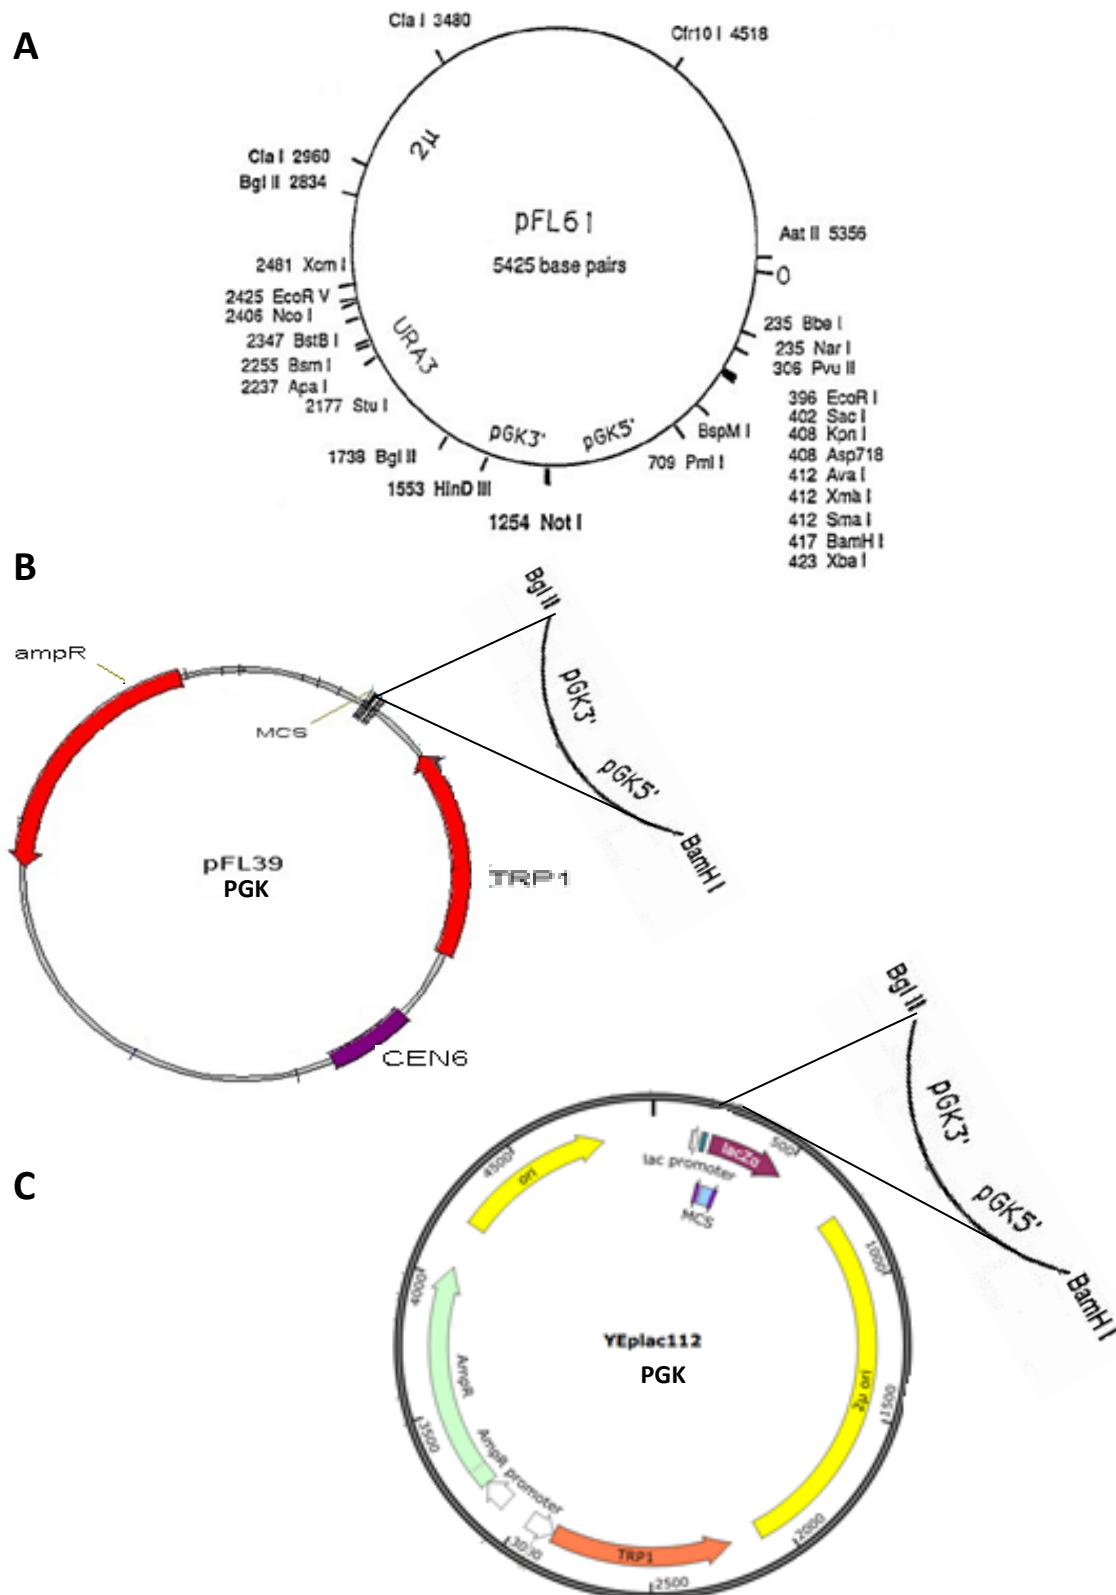 A
Cla I 3480
Cfr10 I 4518
2μ
Cla I 2960
Bgl II 2834
pFL61
5425 base pairs
Aat II 5356
O
2481 Xcm I
2425 EcoR V
2406 Nco I
2347 BstB I
2255 Bsm I
2237 Apa I
2177 Stu I
URA3
1738 Bgl II
1553 HinD III
1254 Not I
pGK3'
pGK5'
709 Pml I
BspM I
235 Bbe I
235 Nar I
306 Pvu II
396 EcoR I
402 Sac I
408 Kpn I
408 Asp718
412 Ava I
412 Xma I
412 Sma I
417 BamH I
423 Xba I
B
ampR
MCS
pFL39
PGK
TRP1
CEN6
Bgl II
pGK3'
pGK5'
BamH I
C
Bgl II
pGK3'
pGK5'
BamH I
ori
lac promoter
lacZα
MCS
500
1000
1500
2000
2500
3000
3500
4000
4500
2μ ori
YEplac112
PGK
AmpR
AmpR promoter
TRP1